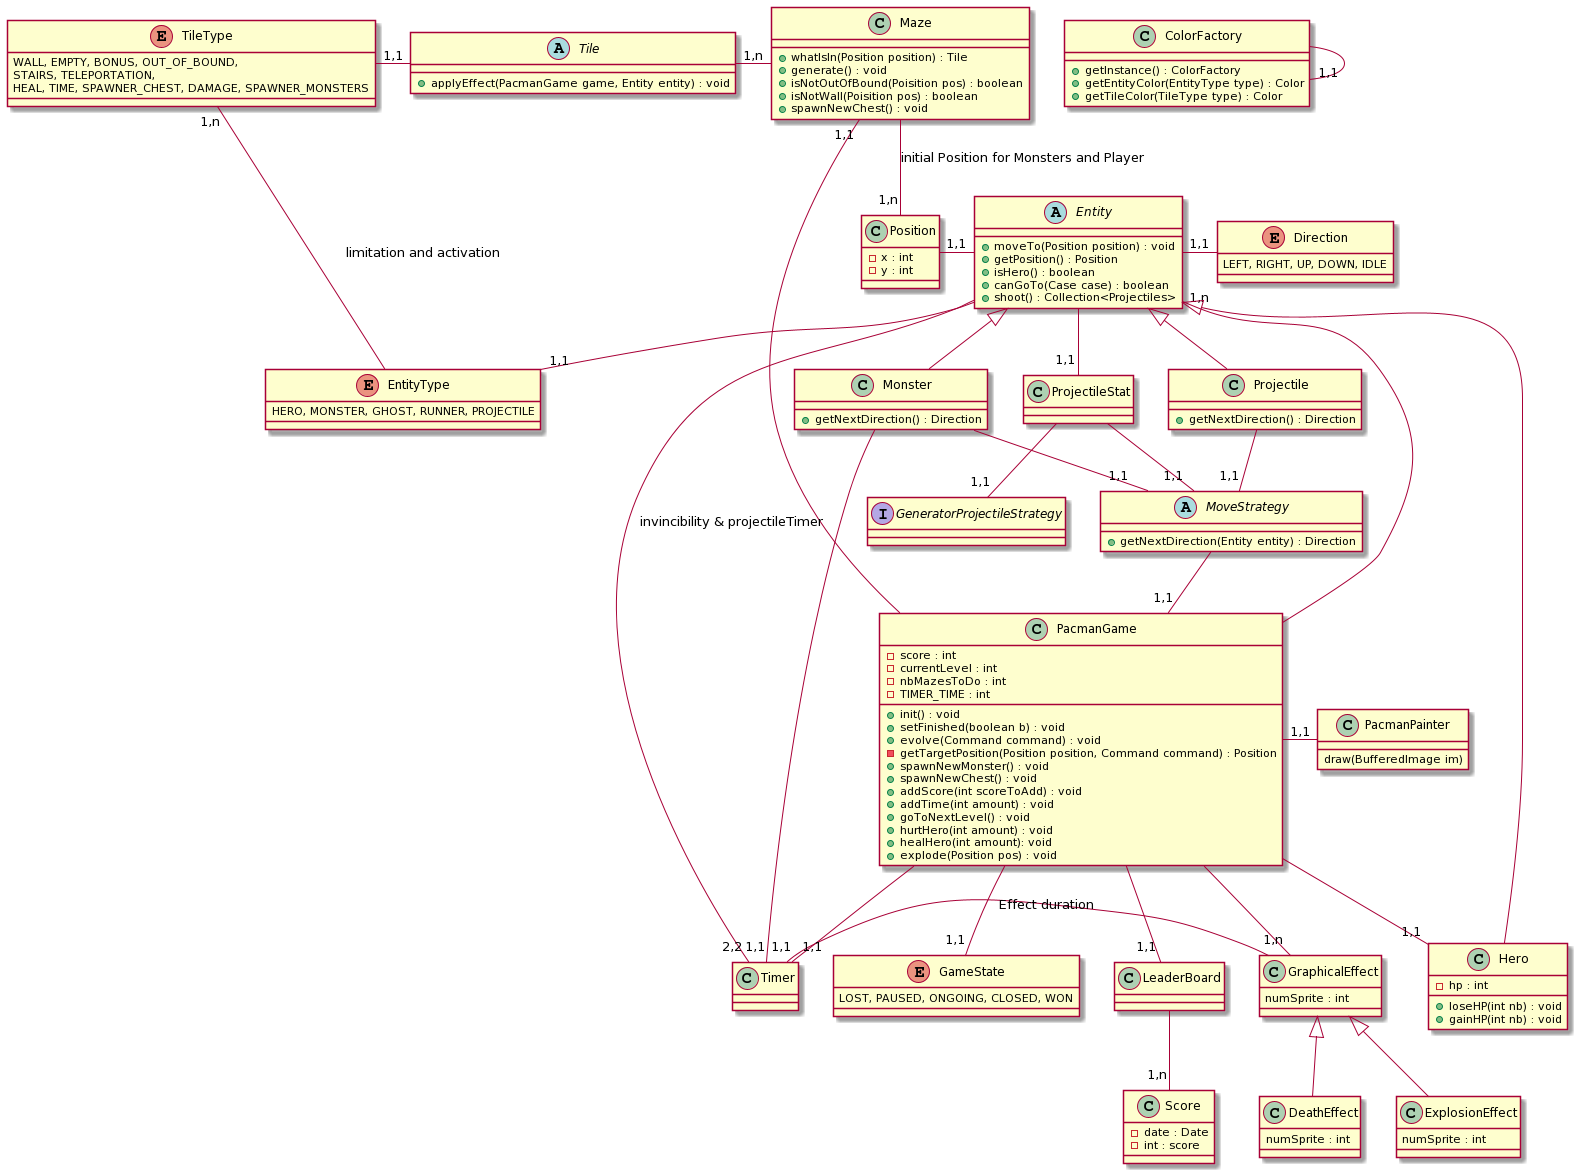 E TileType
WALL, EMPTY, BONUS, OUT_OF_BOUND,
STAIRS, TELEPORTATION,
HEAL, TIME, SPAWNER_CHEST, DAMAGE, SPAWNER_MONSTERS
1,1
A Tile
applyEffect(PacmanGame game, Entity entity) : void
1,n
C Maze
whatIsIn(Position position) : Tile
generate() : void
isNotOutOfBound(Poisition pos) : boolean
isNotWall(Poisition pos) : boolean
spawnNewChest() : void
C ColorFactory
getInstance() : ColorFactory
getEntityColor(EntityType type) : Color
getTileColor(TileType type) : Color
1,1
1,n
1,1
initial Position for Monsters and Player
1,n
limitation and activation
C Position
x : int
y : int
1,1
A Entity
moveTo(Position position) : void
getPosition() : Position
isHero() : boolean
canGoTo(Case case) : boolean
shoot() : Collection<Projectiles>
1,1
E Direction
LEFT, RIGHT, UP, DOWN, IDLE
1,n
1,1
1,1
E EntityType
HERO, MONSTER, GHOST, RUNNER, PROJECTILE
C Monster
getNextDirection() : Direction
C ProjectileStat
C Projectile
getNextDirection() : Direction
1,1
1,1
1,1
1,1
I GeneratorProjectileStrategy
A MoveStrategy
getNextDirection(Entity entity) : Direction
invincibility & projectileTimer
1,1
C PacmanGame
score : int
currentLevel : int
nbMazesToDo : int
TIMER_TIME : int
init() : void
setFinished(boolean b) : void
evolve(Command command) : void
getTargetPosition(Position position, Command command) : Position
spawnNewMonster() : void
spawnNewChest() : void
addScore(int scoreToAdd) : void
addTime(int amount) : void
goToNextLevel() : void
hurtHero(int amount) : void
healHero(int amount): void
explode(Position pos) : void
1,1
C PacmanPainter
draw(BufferedImage im)
Effect duration
2,2
1,1
1,1
1,1
1,1
1,1
1,n
1,1
C Timer
E GameState
LOST, PAUSED, ONGOING, CLOSED, WON
C LeaderBoard
C GraphicalEffect
numSprite : int
C Hero
hp : int
loseHP(int nb) : void
gainHP(int nb) : void
1,n
C Score
date : Date
int : score
C DeathEffect
numSprite : int
C ExplosionEffect
numSprite : int